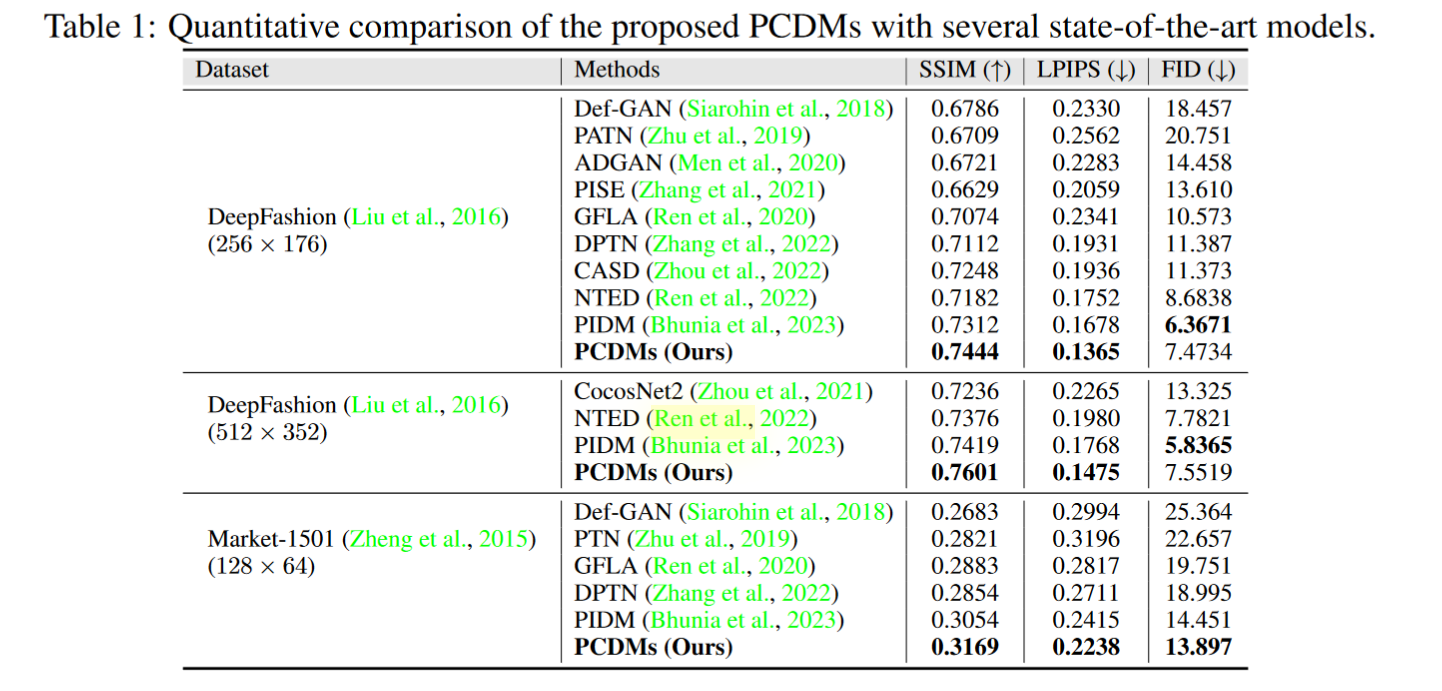 Table 1: Quantitative comparison of the proposed PCDMs with several state-of-the-art models.
Dataset Methods SSIM (↑) LPIPS (↓) FID (↓)
Def-GAN (Siarohin et al., 2018) 0.6786 0.2330 18.457
PATN (Zhu et al., 2019) 0.6709 0.2562 20.751
ADGAN (Men et al., 2020) 0.6721 0.2283 14.458
PISE (Zhang et al., 2021) 0.6629 0.2059 13.610
DeepFashion (Liu et al., 2016) GFLA (Ren et al., 2020) 0.7074 0.2341 10.573
(256 × 176) DPTN (Zhang et al., 2022) 0.7112 0.1931 11.387
CASD (Zhou et al., 2022) 0.7248 0.1936 11.373
NTED (Ren et al., 2022) 0.7182 0.1752 8.6838
PIDM (Bhunia et al., 2023) 0.7312 0.1678 6.3671
PCDMs (Ours) 0.7444 0.1365 7.4734
CocosNet2 (Zhou et al., 2021) 0.7236 0.2265 13.325
DeepFashion (Liu et al., 2016) NTED (Ren et al., 2022) 0.7376 0.1980 7.7821
(512 × 352) PIDM (Bhunia et al., 2023) 0.7419 0.1768 5.8365
PCDMs (Ours) 0.7601 0.1475 7.5519
Def-GAN (Siarohin et al., 2018) 0.2683 0.2994 25.364
Market-1501 (Zheng et al., 2015) PTN (Zhu et al., 2019) 0.2821 0.3196 22.657
(128 × 64) GFLA (Ren et al., 2020) 0.2883 0.2817 19.751
DPTN (Zhang et al., 2022) 0.2854 0.2711 18.995
PIDM (Bhunia et al., 2023) 0.3054 0.2415 14.451
PCDMs (Ours) 0.3169 0.2238 13.897